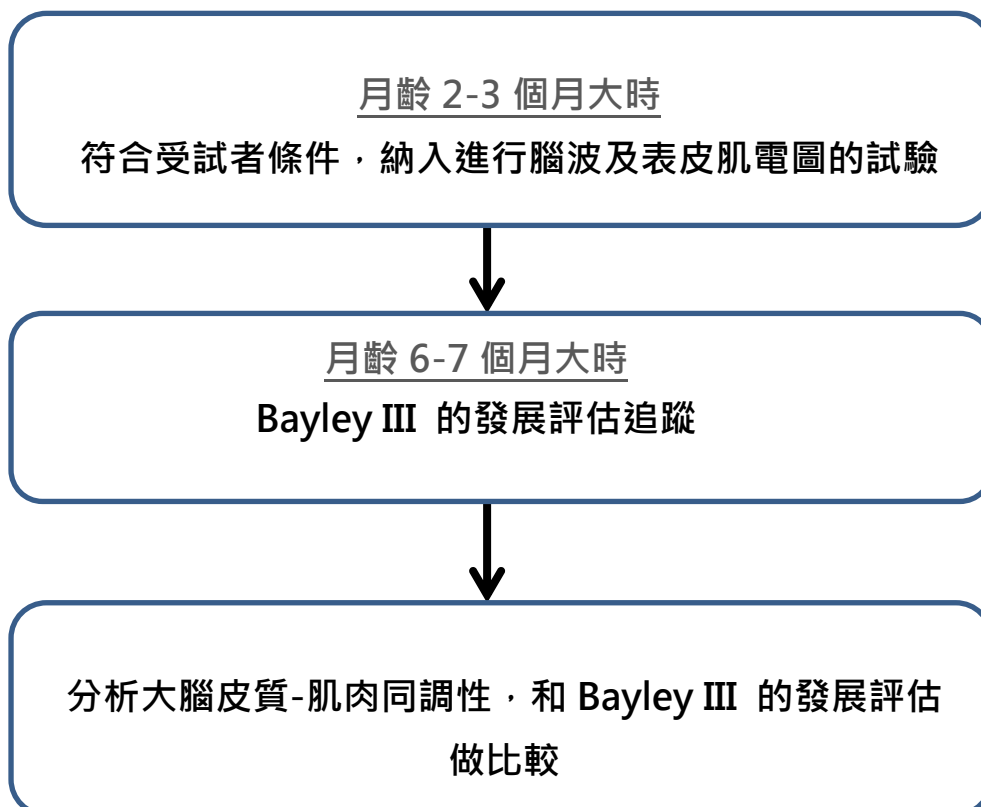 月齡 2-3 個月大時
符合受試者條件，納入進行腦波及表皮肌電圖的試驗
月齡 6-7 個月大時
Bayley III 的發展評估追蹤
分析大腦皮質-肌肉同調性，和 Bayley III 的發展評估
做比較